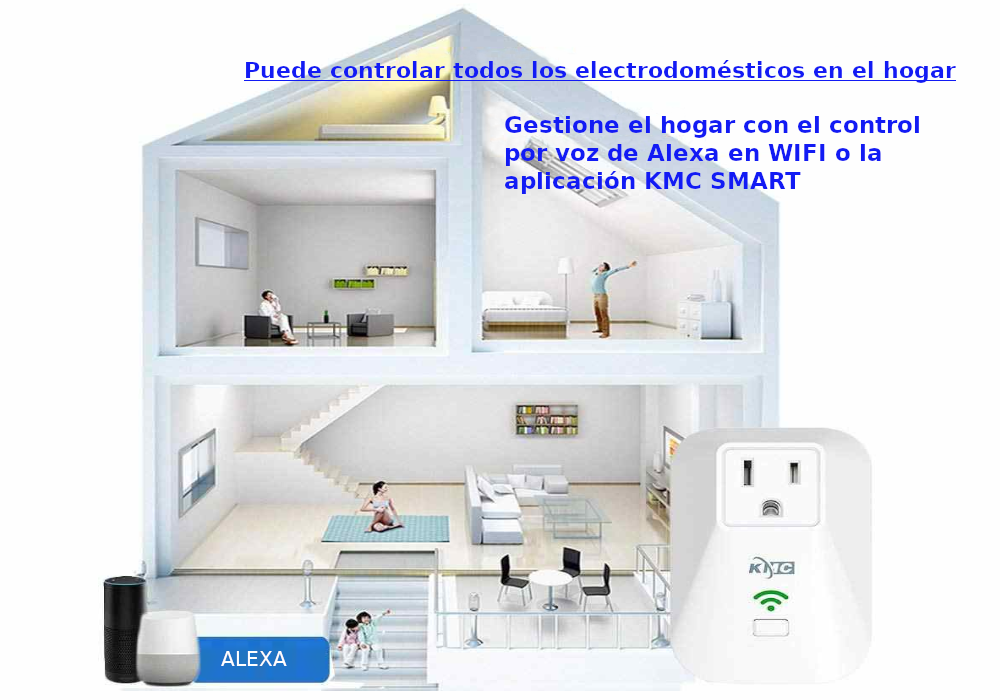 Puede controlar todos los electrodomésticos en el hogar
Gestione el hogar con el control
por voz de Alexa en WIFI o la
aplicación KMC SMART
KMC
ALEXA